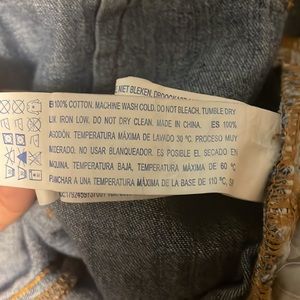 NIET BLEKEN.
B 100% COTTON. MACHINE WASH COLD. DO NOT BLEACH. TUMBLE DRY
IRON LOW. DO NOT DRY CLEAN. MADE IN CHINA. ES 100%
ALGODÓN. TEMPERATURA MÁXIMA DE LAVADO 30 ºC. PROCESO MUY
MODERADO. NO USAR BLANQUEADOR. ES POSIBLE EL SECADO EN
MÁQUINA. TEMPERATURA BAJA, TEMPERATURA MÁXIMA DE 60 ºC
PLANCHAR A UNA TEMPERATURA MÁXIMA DE LA BASE DE 110 ºC, SI